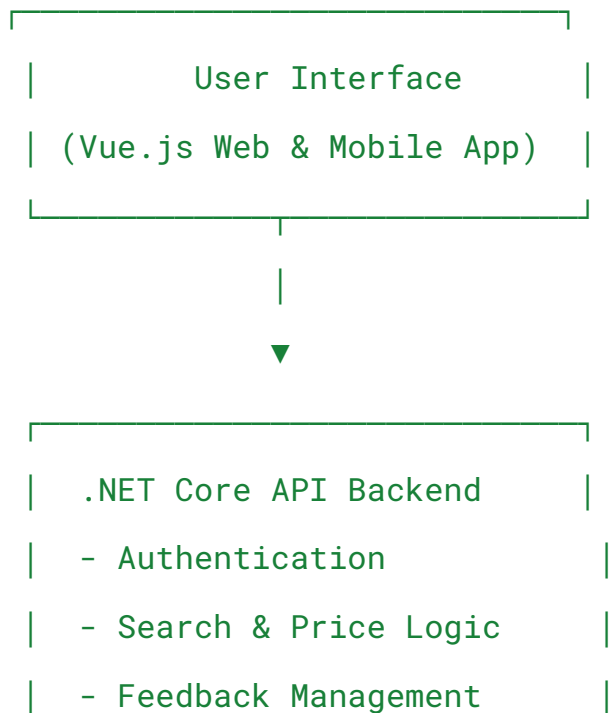 User Interface
(Vue.js Web & Mobile App)
.NET Core API Backend
- Authentication
- Search & Price Logic
- Feedback Management